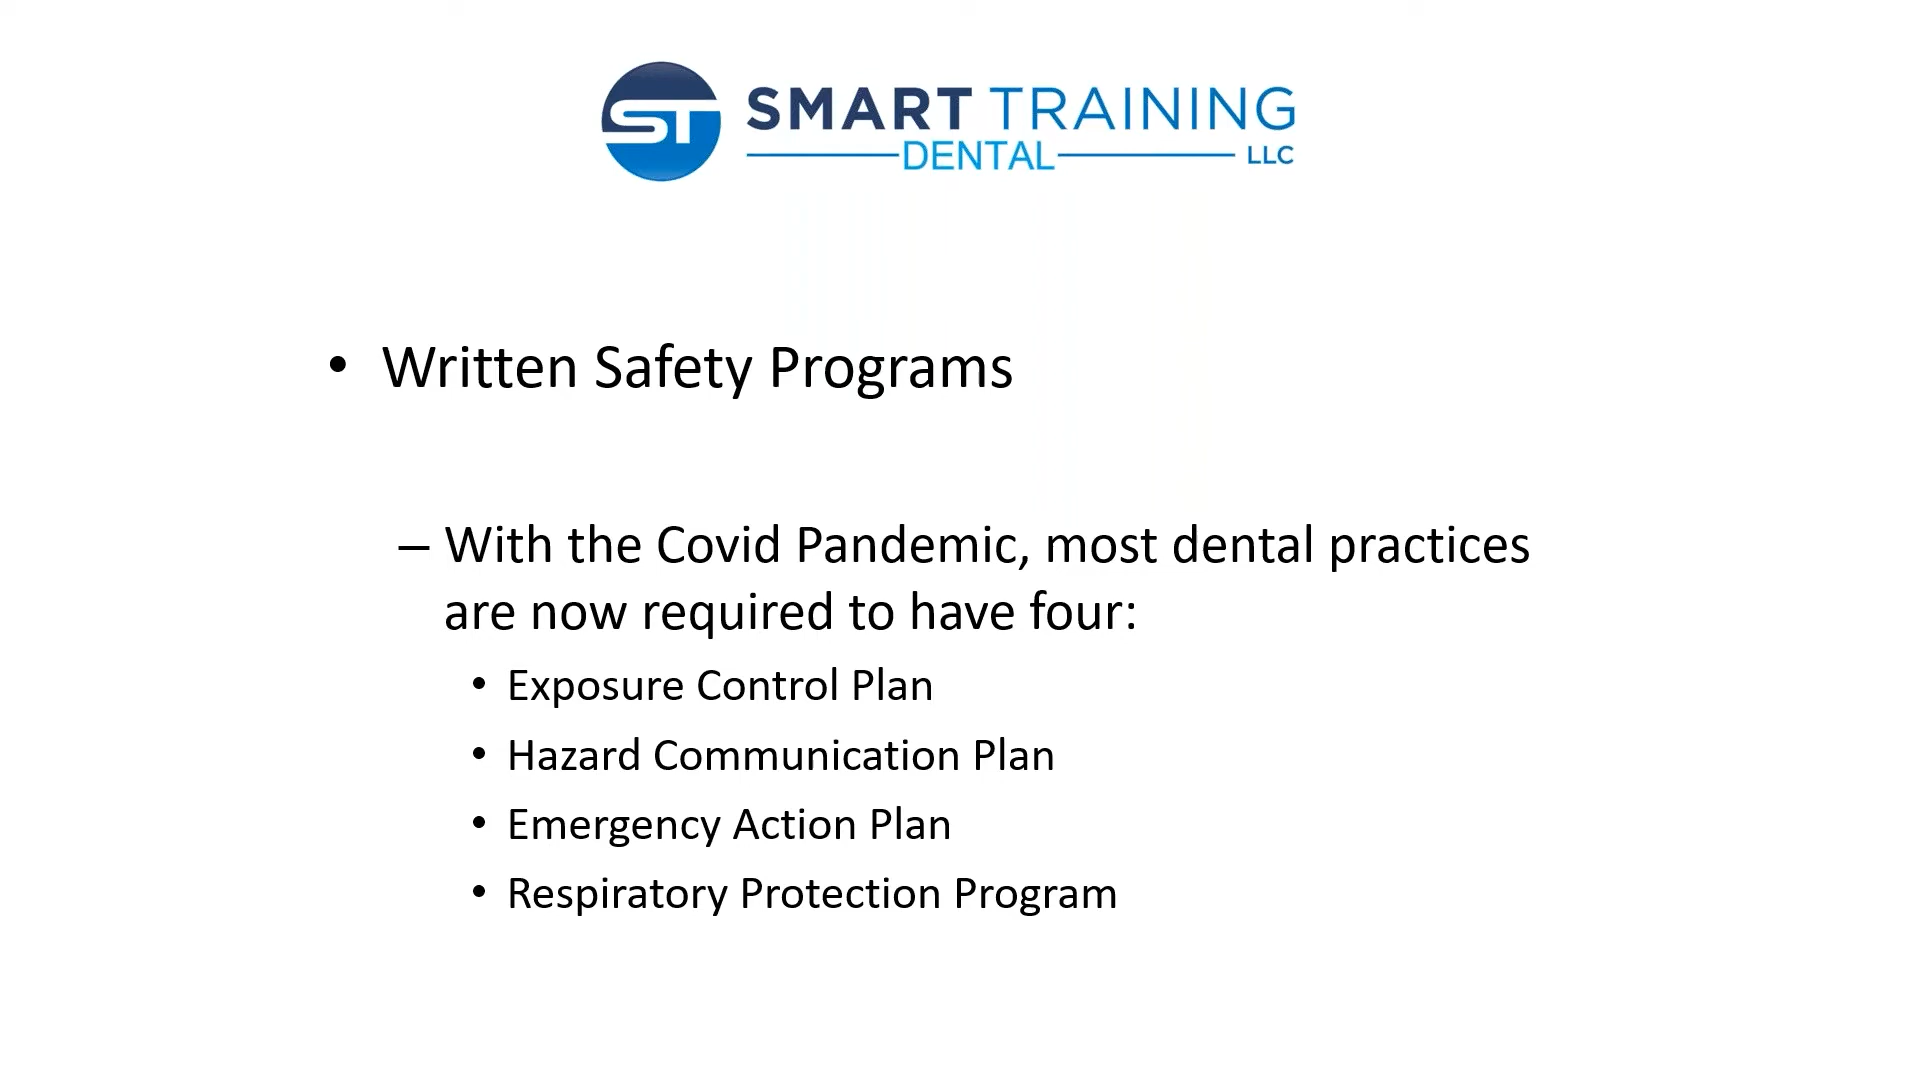 ST SMART TRAINING
DENTAL LLC
• Written Safety Programs
– With the Covid Pandemic, most dental practices
are now required to have four:
• Exposure Control Plan
• Hazard Communication Plan
• Emergency Action Plan
• Respiratory Protection Program